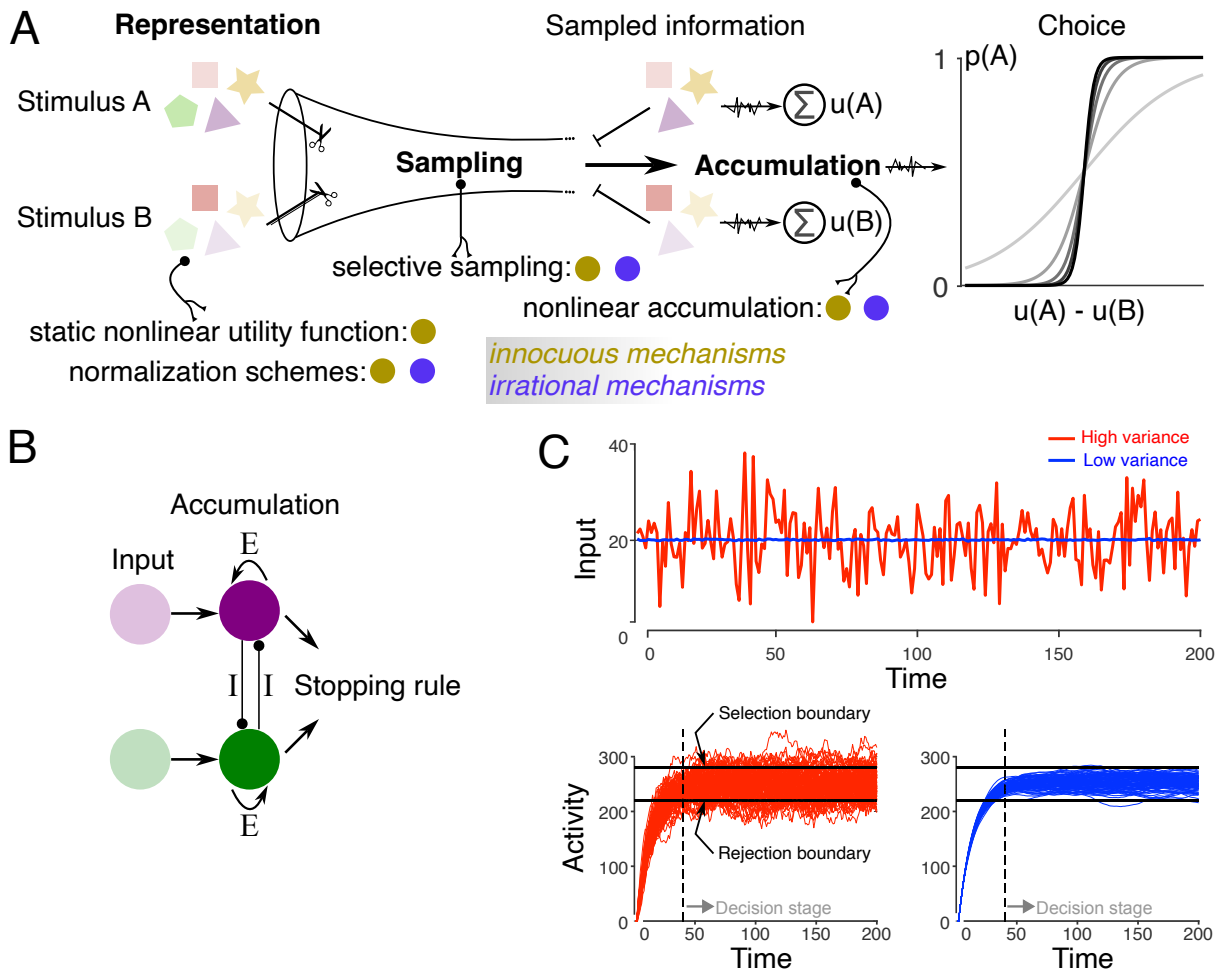 A
Representation
Sampled information
Choice
Stimulus A
Σ u(A)
1
p(A)
Sampling
Accumulation
Stimulus B
Σ u(B)
selective sampling:
nonlinear accumulation:
0
u(A) - u(B)
static nonlinear utility function:
normalization schemes:
innocuous mechanisms
irrational mechanisms
B
Accumulation
Input
E
I I
Stopping rule
E
C
High variance
Low variance
40
20
0
Input
0 50 100 150 200
Time
Selection boundary
Rejection boundary
Activity
300
200
100
0
Decision stage
0 50 100 150 200
Time
300
200
100
0
Decision stage
0 50 100 150 200
Time